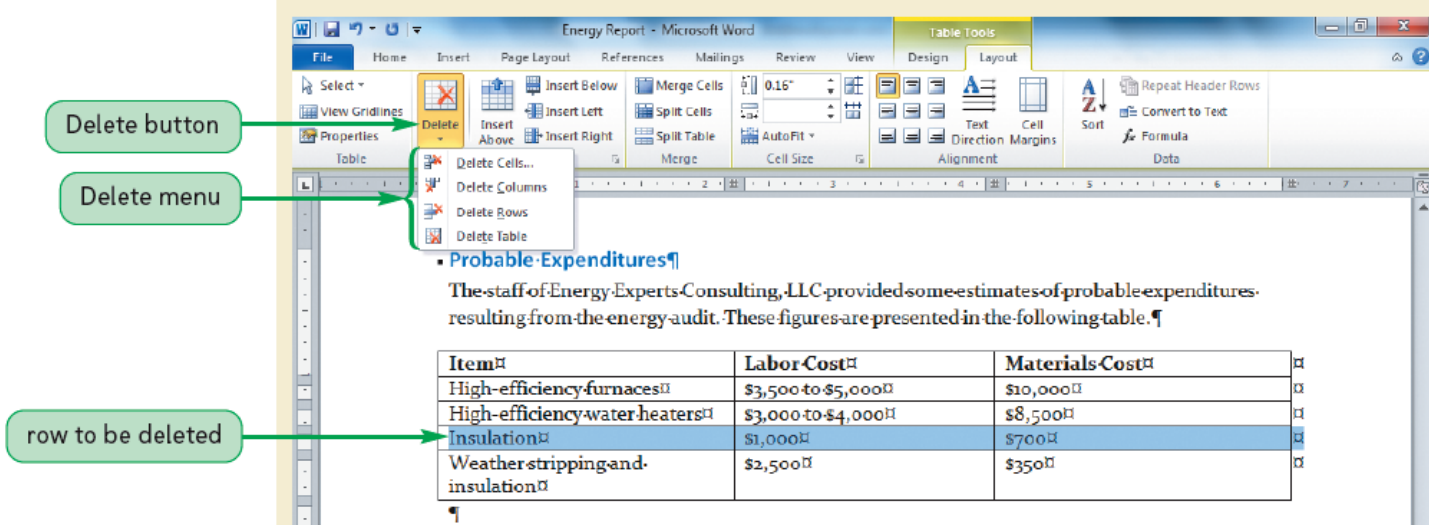 Energy Report - Microsoft Word
Table Tools
File Home Insert Page Layout References Mailings Review View Design Layout
Select
View Gridlines
Properties
Table
Delete
Insert Above
Insert Below
Insert Left
Insert Right
Merge Cells
Split Cells
Split Table
Merge
0.16"
AutoFit
Cell Size
Text Direction
Cell Margins
Alignment
Sort
Repeat Header Rows
Convert to Text
Formula
Data
Delete button
Delete menu
Delete Cells...
Delete Columns
Delete Rows
Delete Table
1 2 3 4 5 6 7
Probable·Expenditures¶
The·staff·of·Energy·Experts·Consulting,·LLC·provided·some·estimates·of·probable·expenditures·
resulting·from·the·energy·audit.·These·figures·are·presented·in·the·following·table.¶
Item¤ Labor·Cost¤ Materials·Cost¤ ¤
High-efficiency·furnaces¤ $3,500·to·$5,000¤ $10,000¤ ¤
High-efficiency·water·heaters¤ $3,000·to·$4,000¤ $8,500¤ ¤
row to be deleted
Insulation¤ $1,000¤ $700¤ ¤
Weather·stripping·and· $2,500¤ $350¤ ¤
insulation¤
¶